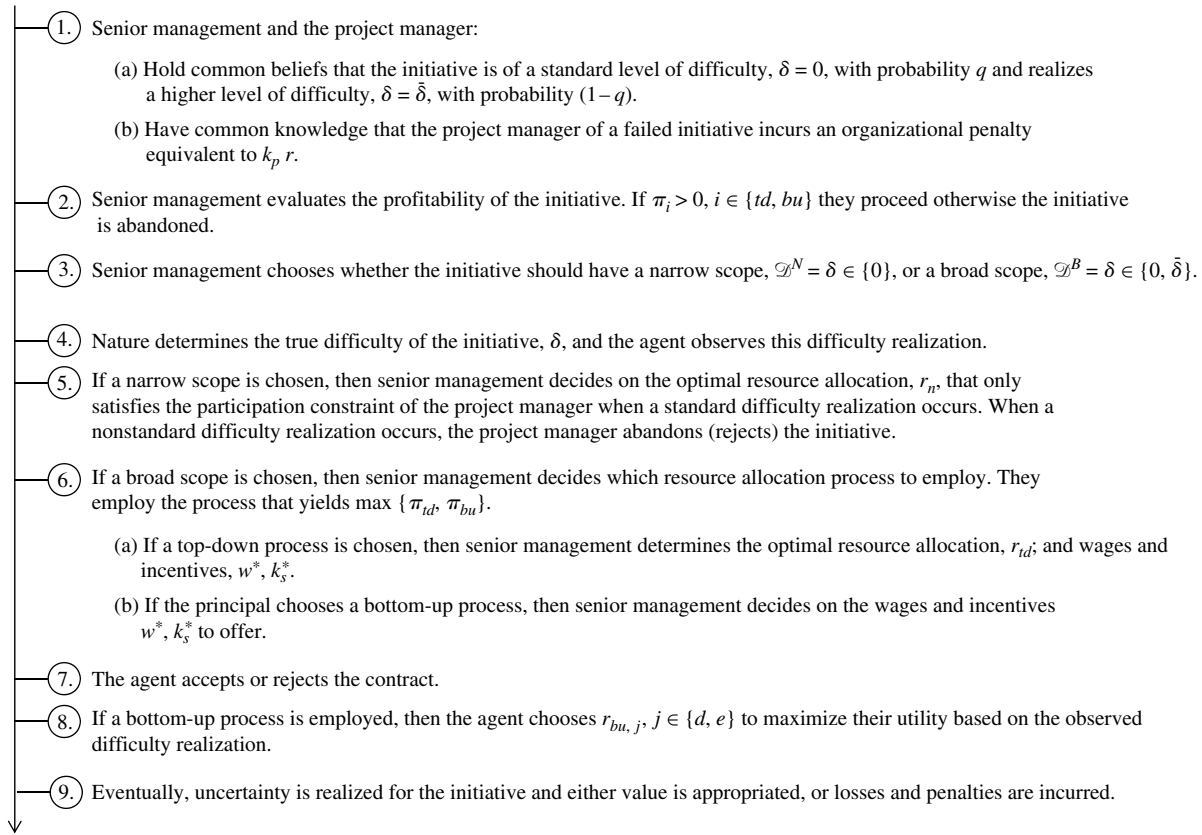 1. Senior management and the project manager:
(a) Hold common beliefs that the initiative is of a standard level of difficulty, δ = 0, with probability q and realizes
a higher level of difficulty, δ = δ̄, with probability (1–q).
(b) Have common knowledge that the project manager of a failed initiative incurs an organizational penalty
equivalent to k_p r.
2. Senior management evaluates the profitability of the initiative. If π_i > 0, i ∈ {td, bu} they proceed otherwise the initiative
is abandoned.
3. Senior management chooses whether the initiative should have a narrow scope, 𝒟^N = δ ∈ {0}, or a broad scope, 𝒟^B = δ ∈ {0, δ̄}.
4. Nature determines the true difficulty of the initiative, δ, and the agent observes this difficulty realization.
5. If a narrow scope is chosen, then senior management decides on the optimal resource allocation, r_n, that only
satisfies the participation constraint of the project manager when a standard difficulty realization occurs. When a
nonstandard difficulty realization occurs, the project manager abandons (rejects) the initiative.
6. If a broad scope is chosen, then senior management decides which resource allocation process to employ. They
employ the process that yields max {π_td, π_bu}.
(a) If a top-down process is chosen, then senior management determines the optimal resource allocation, r_td; and wages and
incentives, w*, k_s*.
(b) If the principal chooses a bottom-up process, then senior management decides on the wages and incentives
w*, k_s* to offer.
7. The agent accepts or rejects the contract.
8. If a bottom-up process is employed, then the agent chooses r_bu, j, j ∈ {d, e} to maximize their utility based on the observed
difficulty realization.
9. Eventually, uncertainty is realized for the initiative and either value is appropriated, or losses and penalties are incurred.